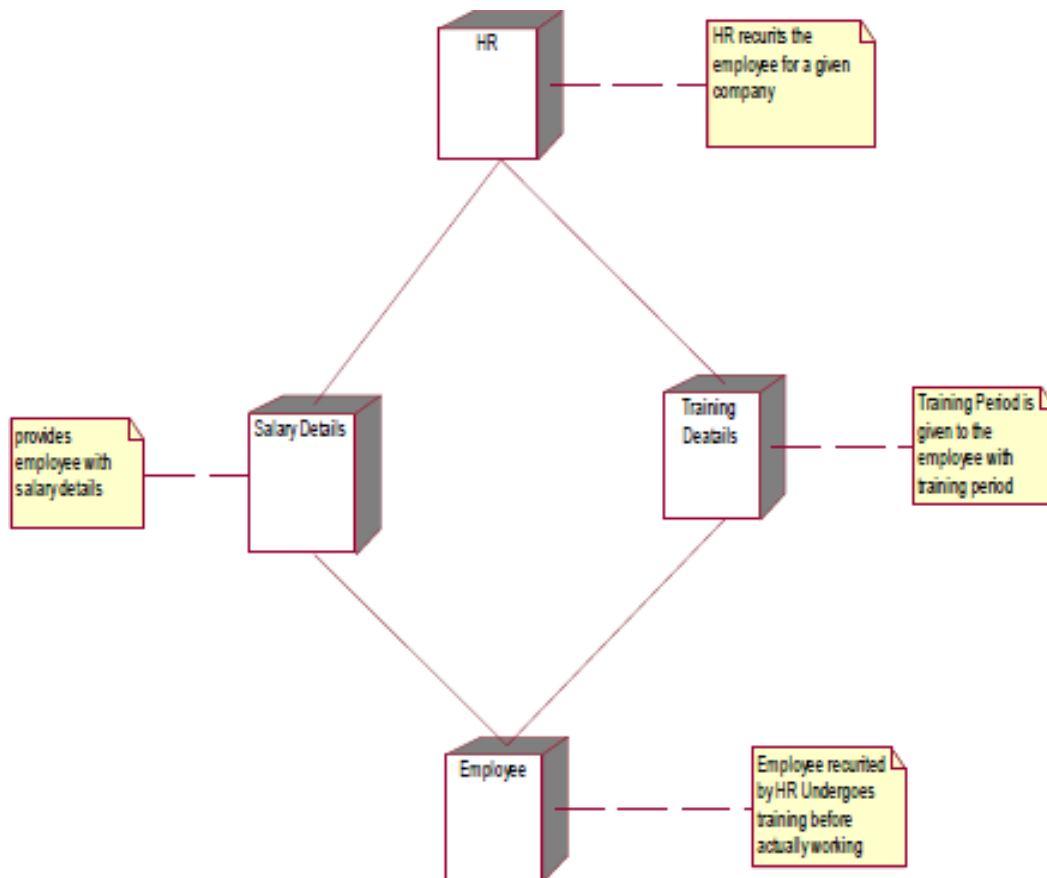 HR
HR recurits the
employee for a given
company
Salary Details
provides
employee with
salary details
Training
Deatails
Training Period is
given to the
employee with
training period
Employee
Employee recurited
by HR Undergoes
training before
actually working